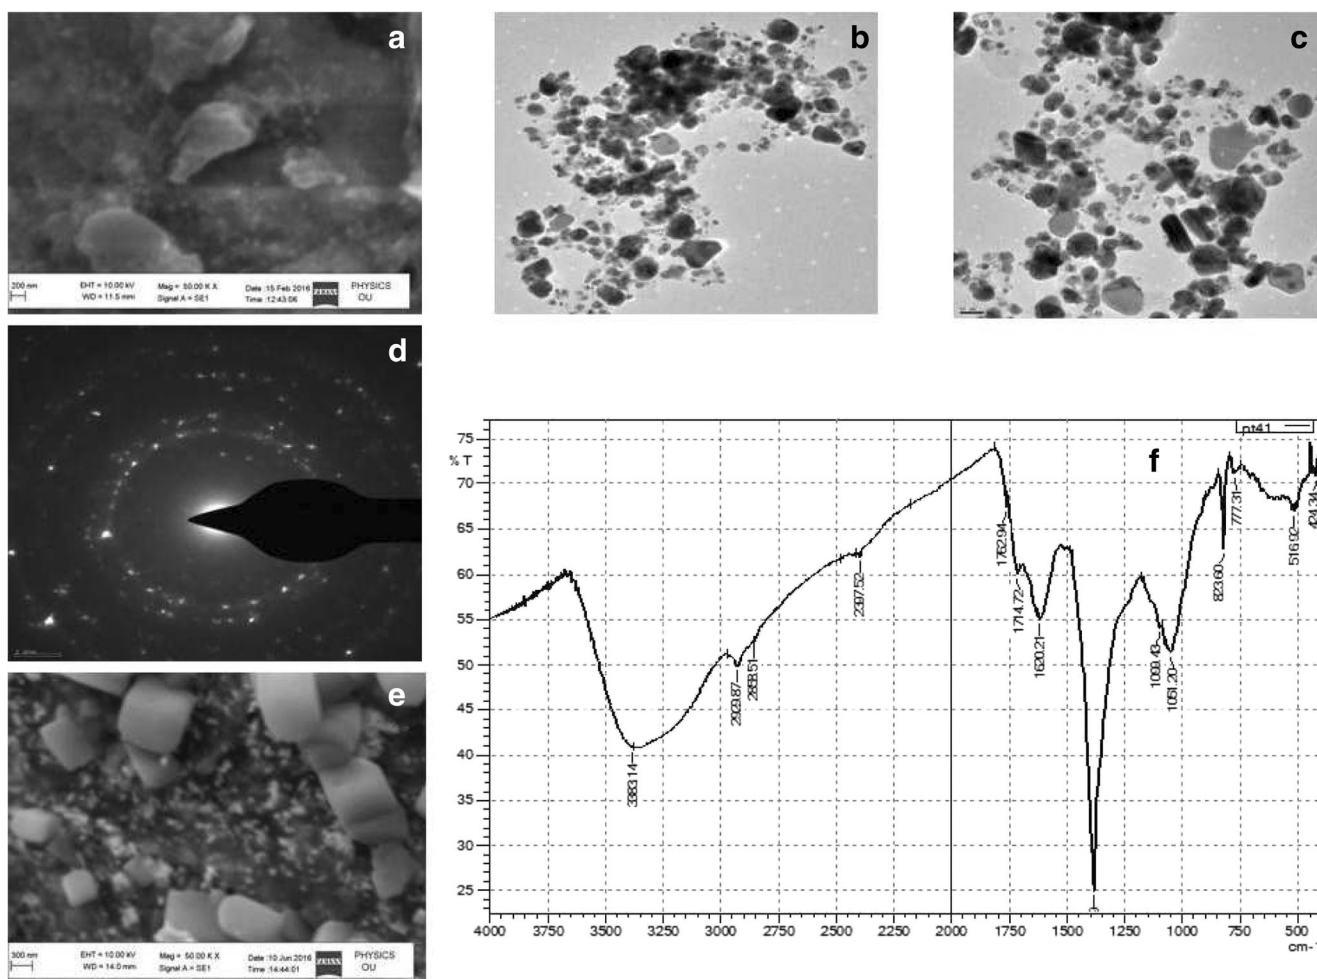 a
200 nm
EHT = 10.00 kV
WD = 11.5 mm
Mag = 50.00 K X
Signal A = SE1
Date :15 Feb 2016
Time :12:43:06
ZEISS
PHYSICS
OU
b
c
d
e
300 nm
EHT = 10.00 kV
WD = 14.0 mm
Mag = 50.00 K X
Signal A = SE1
Date :10 Jun 2016
Time :14:44:01
ZEISS
PHYSICS
OU
f
pt41
75
% T
70
65
60
55
50
45
40
35
30
25
3383.14
2929.87
2858.51
2397.52
1762.94
1714.72
1620.21
1099.43
1051.20
823.60
777.31
516.92
424.34
4000
3750
3500
3250
3000
2750
2500
2250
2000
1750
1500
1250
1000
750
500
cm-1